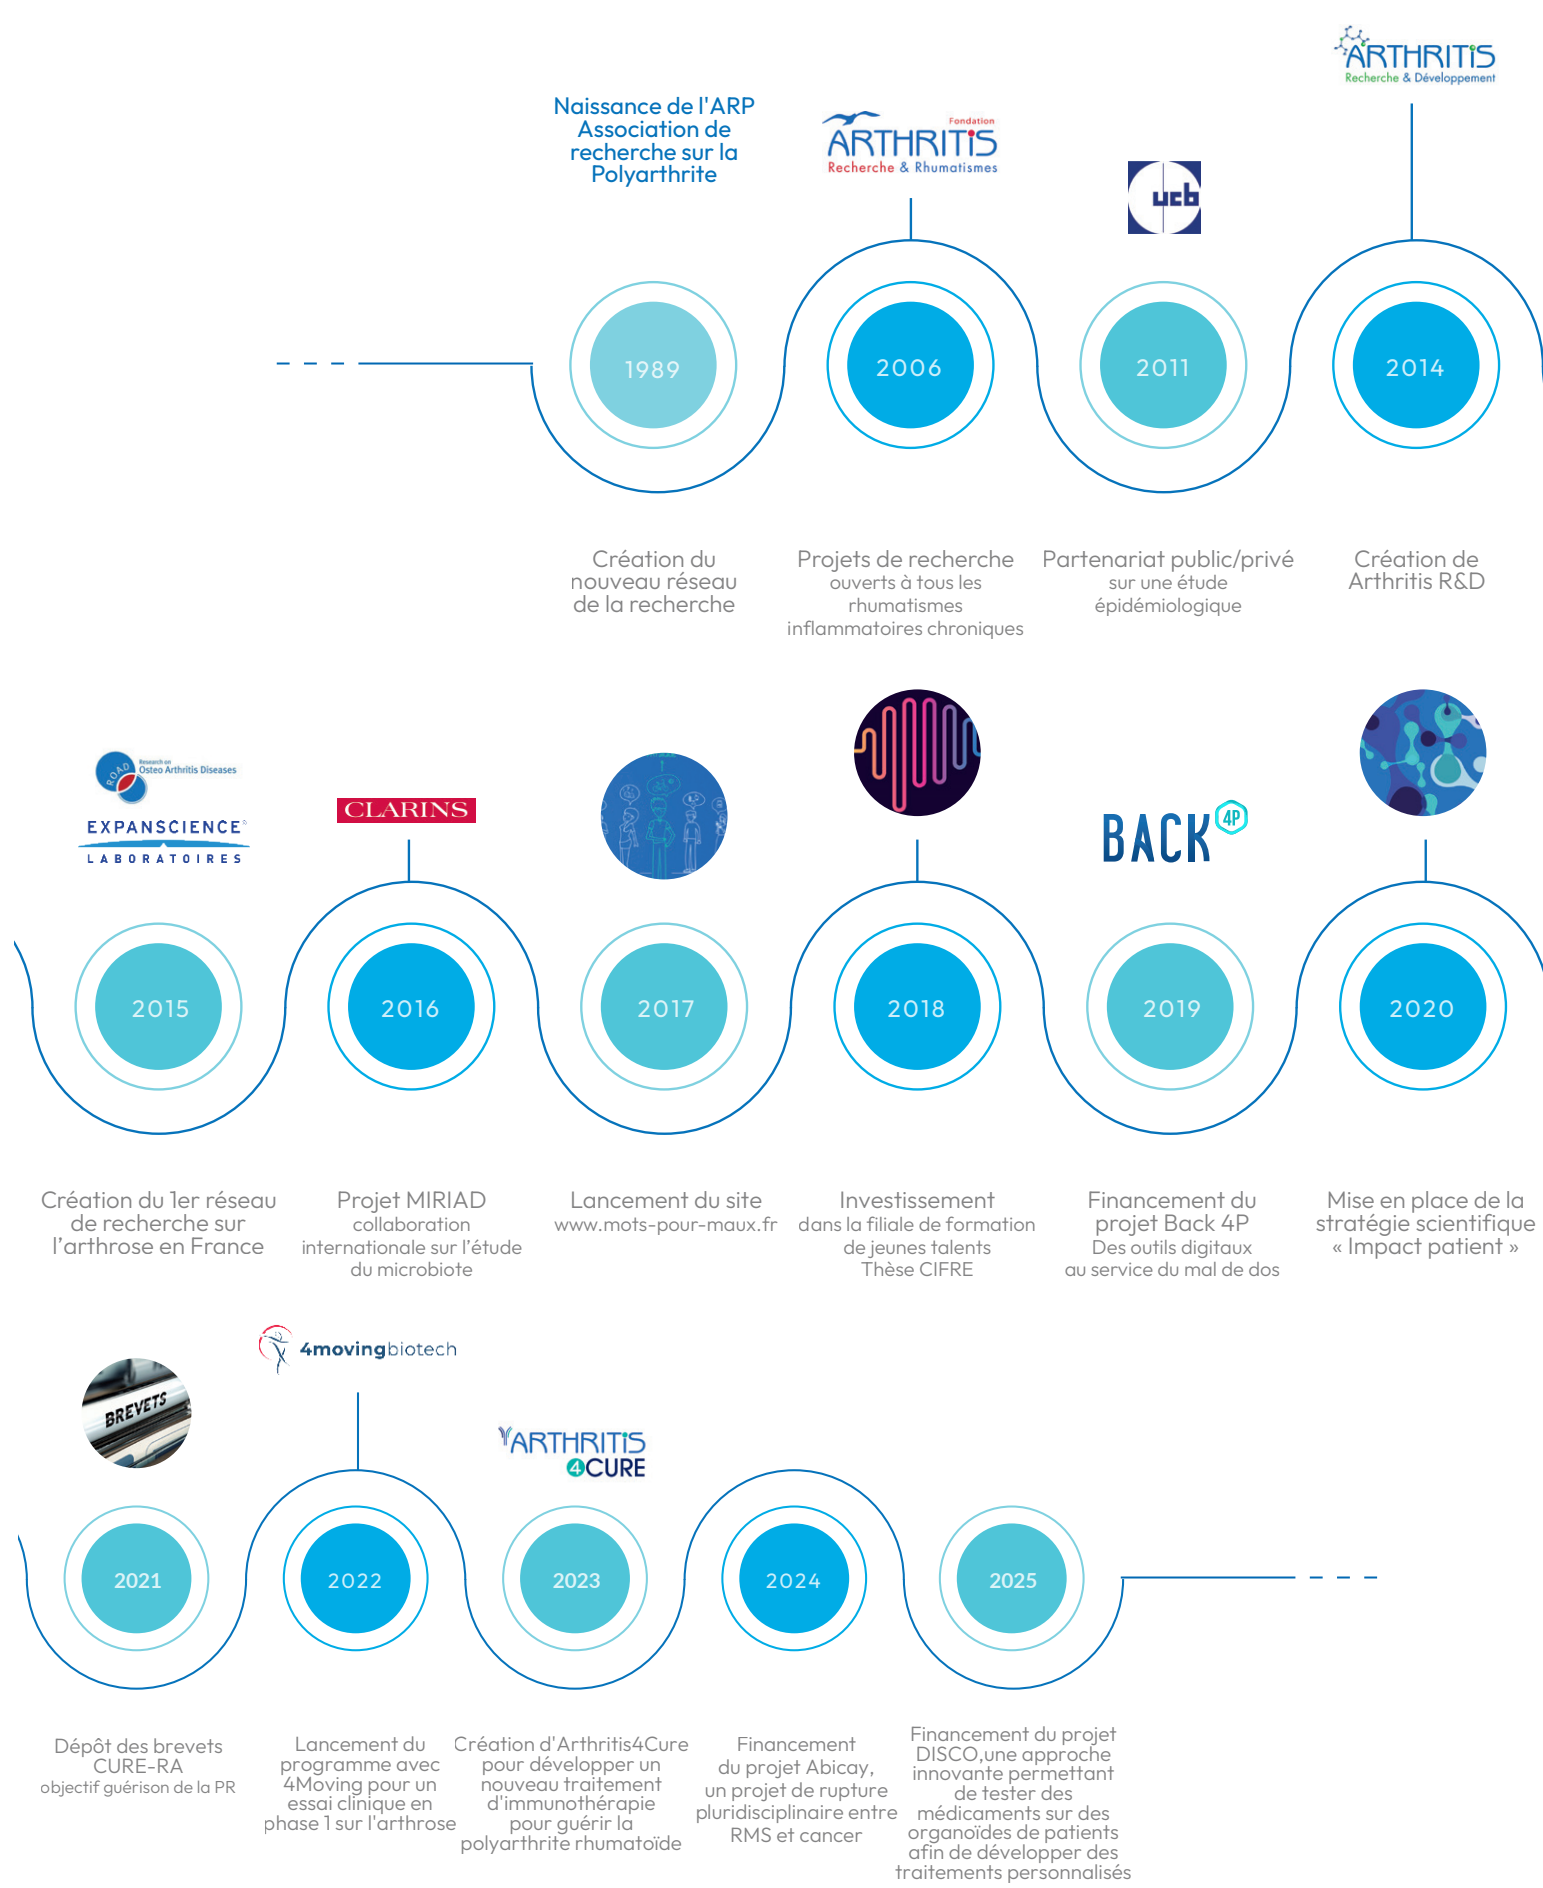 Naissance de l'ARP
Association de
recherche sur la
Polyarthrite
Fondation
ARTHRITIS
Recherche & Rhumatismes
ucb
ARTHRITIS
Recherche & Développement
1989
2006
2011
2014
Création du
nouveau réseau
de la recherche
Projets de recherche
ouverts à tous les
rhumatismes
inflammatoires chroniques
Partenariat public/privé
sur une étude
épidémiologique
Création de
Arthritis R&D
ROAD
Research on
Osteo Arthritis Diseases
EXPANSCIENCE®
LABORATOIRES
CLARINS
BACK 4P
2015
2016
2017
2018
2019
2020
Création du 1er réseau
de recherche sur
l’arthrose en France
Projet MIRIAD
collaboration
internationale sur l’étude
du microbiote
Lancement du site
www.mots-pour-maux.fr
Investissement
dans la filiale de formation
de jeunes talents
Thèse CIFRE
Financement du
projet Back 4P
Des outils digitaux
au service du mal de dos
Mise en place de la
stratégie scientifique
« Impact patient »
BREVETS
4movingbiotech
ARTHRITIS
4CURE
2021
2022
2023
2024
2025
Dépôt des brevets
CURE-RA
objectif guérison de la PR
Lancement du
programme avec
4Moving pour un
essai clinique en
phase 1 sur l'arthrose
Création d'Arthritis4Cure
pour développer un
nouveau traitement
d'immunothérapie
pour guérir la
polyarthrite rhumatoïde
Financement
du projet Abicay,
un projet de rupture
pluridisciplinaire entre
RMS et cancer
Financement du projet
DISCO,une approche
innovante permettant
de tester des
médicaments sur des
organoïdes de patients
afin de développer des
traitements personnalisés